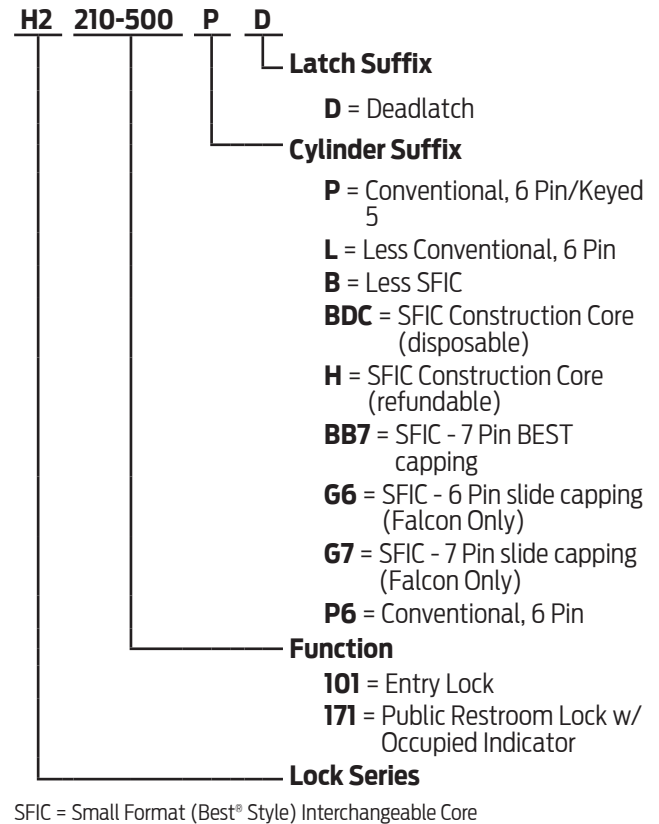 H2 210-500 P D
Latch Suffix
D = Deadlatch
Cylinder Suffix
P = Conventional, 6 Pin/Keyed
5
L = Less Conventional, 6 Pin
B = Less SFIC
BDC = SFIC Construction Core
(disposable)
H = SFIC Construction Core
(refundable)
BB7 = SFIC - 7 Pin BEST
capping
G6 = SFIC - 6 Pin slide capping
(Falcon Only)
G7 = SFIC - 7 Pin slide capping
(Falcon Only)
P6 = Conventional, 6 Pin
Function
101 = Entry Lock
171 = Public Restroom Lock w/
Occupied Indicator
Lock Series
SFIC = Small Format (Best® Style) Interchangeable Core